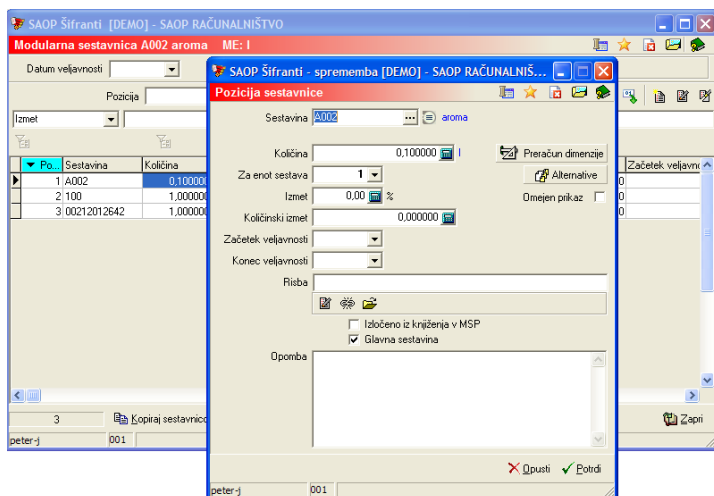 SAOP Šifranti [DEMO] - SAOP RAČUNALNIŠTVO
Modularna sestavnica A002 aroma ME: l
Datum veljavnosti
Pozicija
Izmet
Po... Sestavina Količina Začetek veljavno
1 A002 0,10000
2 100 1,00000
3 00212012642 1,00000
3 Kopiraj sestavnico Zapri
peter-j 001
SAOP Šifranti - sprememba [DEMO] - SAOP RAČUNALNIŠ...
Pozicija sestavnice
Sestavina A002 ... aroma
Količina 0,100000 l Preračun dimenzije
Za enot sestava 1 Alternative
Izmet 0,00 % Omejen prikaz
Količinski izmet 0,000000
Začetek veljavnosti
Konec veljavnosti
Risba
Izločeno iz knjiženja v MSP
Glavna sestavina
Opomba
Opusti Potrdi
peter-j 001